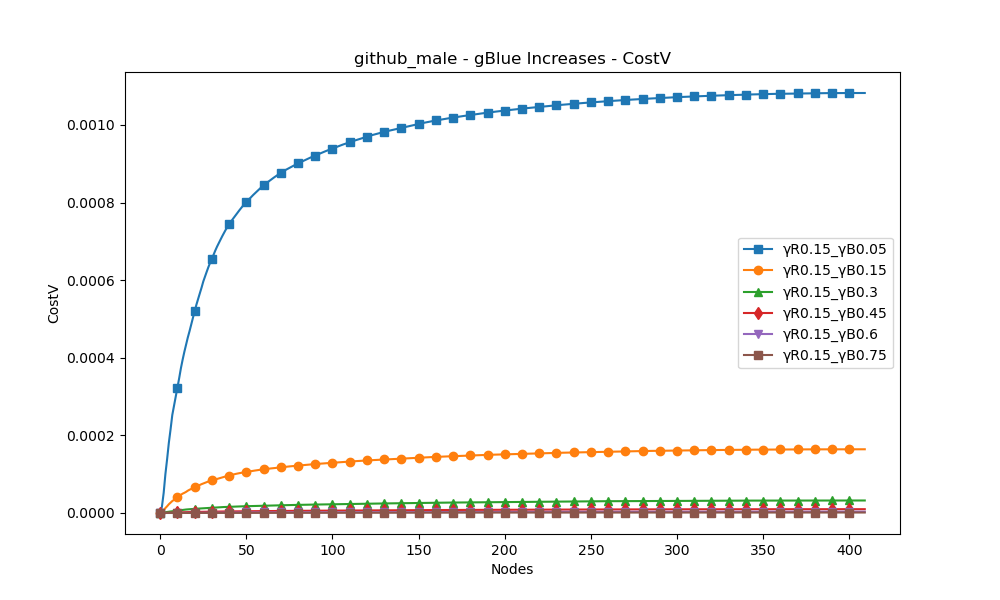 github_male - gBlue Increases - CostV
CostV
0.0010
0.0008
0.0006
0.0004
0.0002
0.0000
γR0.15_γB0.05
γR0.15_γB0.15
γR0.15_γB0.3
γR0.15_γB0.45
γR0.15_γB0.6
γR0.15_γB0.75
0 50 100 150 200 250 300 350 400
Nodes